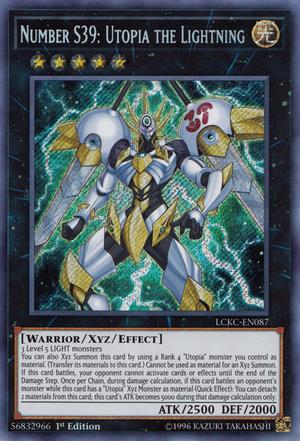 NUMBER S39: UTOPIA THE LIGHTNING
光
39
LCKC-EN087
[WARRIOR/XYZ/EFFECT]
3 Level 5 LIGHT monsters
You can also Xyz Summon this card by using a Rank 4 "Utopia" monster you control as
material. (Transfer its materials to this card.) Cannot be used as material for an Xyz Summon.
If this card battles, your opponent cannot activate cards or effects until the end of the
Damage Step. Once per Chain, during damage calculation, if this card battles an opponent's
monster while this card has a "Utopia" Xyz Monster as material (Quick Effect): You can detach
2 materials from this card; this card's ATK becomes 5000 during that damage calculation only.
ATK/2500 DEF/2000
56832966 1st Edition ©1996 KAZUKI TAKAHASHI